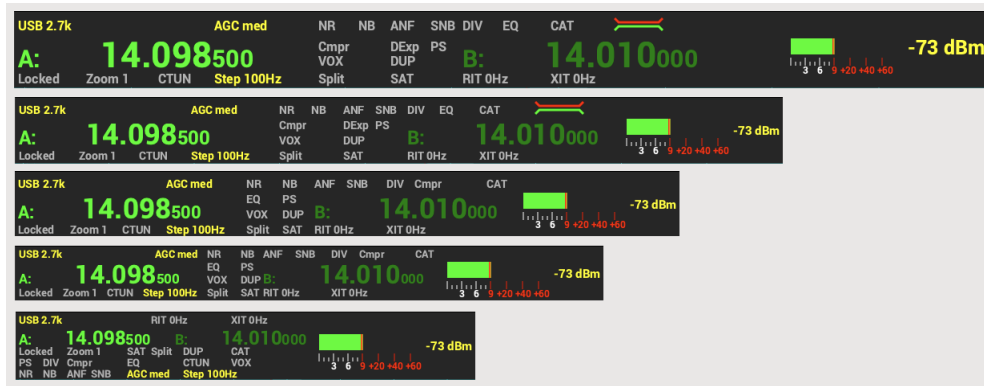 USB 2.7k AGC med NR NB ANF SNB DIV EQ CAT
A: 14.098500 Cmpr DExp PS B: 14.010000 -73 dBm
VOX DUP
Locked Zoom 1 CTUN Step 100Hz Split SAT RIT 0Hz XIT 0Hz 3 6 9 +20 +40 +60
USB 2.7k AGC med NR NB ANF SNB DIV EQ CAT
A: 14.098500 Cmpr DExp PS B: 14.010000 -73 dBm
VOX DUP
Locked Zoom 1 CTUN Step 100Hz Split SAT RIT 0Hz XIT 0Hz 3 6 9 +20 +40 +60
USB 2.7k AGC med NR NB ANF SNB DIV Cmpr CAT
A: 14.098500 EQ PS B: 14.010000 -73 dBm
VOX DUP
Locked Zoom 1 CTUN Step 100Hz Split SAT RIT 0Hz XIT 0Hz 3 6 9 +20 +40 +60
USB 2.7k AGC med NR NB ANF SNB DIV Cmpr CAT
A: 14.098500 EQ PS B: 14.010000 -73 dBm
VOX DUP
Locked Zoom 1 CTUN Step 100Hz Split SAT RIT 0Hz XIT 0Hz 3 6 9 +20 +40 +60
USB 2.7k RIT 0Hz XIT 0Hz
A: 14.098500 B: 14.010000 -73 dBm
Locked Zoom 1 SAT Split DUP CAT
PS DIV Cmpr EQ CTUN VOX 3 6 9 +20 +40 +60
NR NB ANF SNB AGC med Step 100Hz